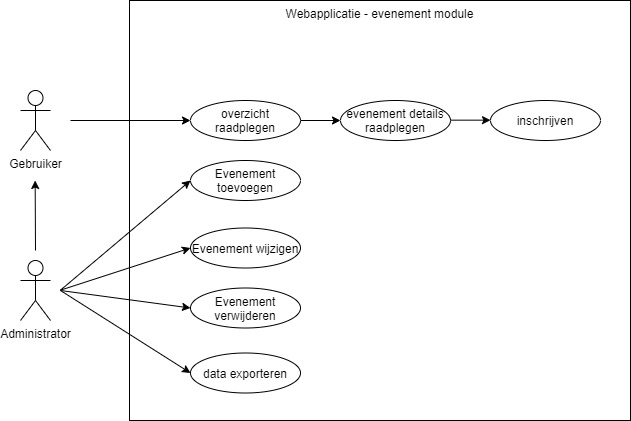 Webapplicatie - evenement module
overzicht
raadplegen
evenement details
raadplegen
inschrijven
Gebruiker
Evenement
toevoegen
Evenement wijzigen
Administrator
Evenement
verwijderen
data exporteren